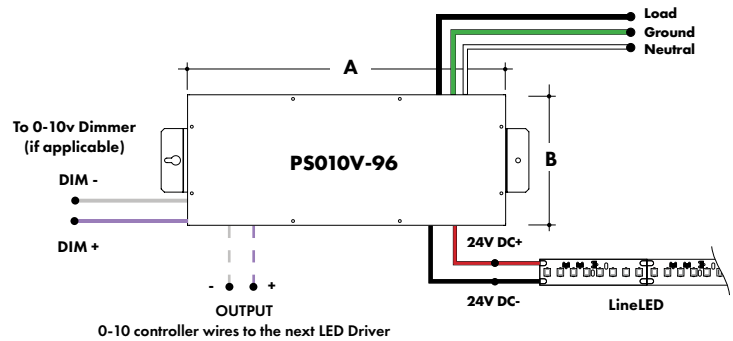 Load
Ground
Neutral
A
To 0-10v Dimmer
(if applicable)
PS010V-96
B
DIM -
DIM +
24V DC+
- +
24V DC-
OUTPUT
LineLED
0-10 controller wires to the next LED Driver